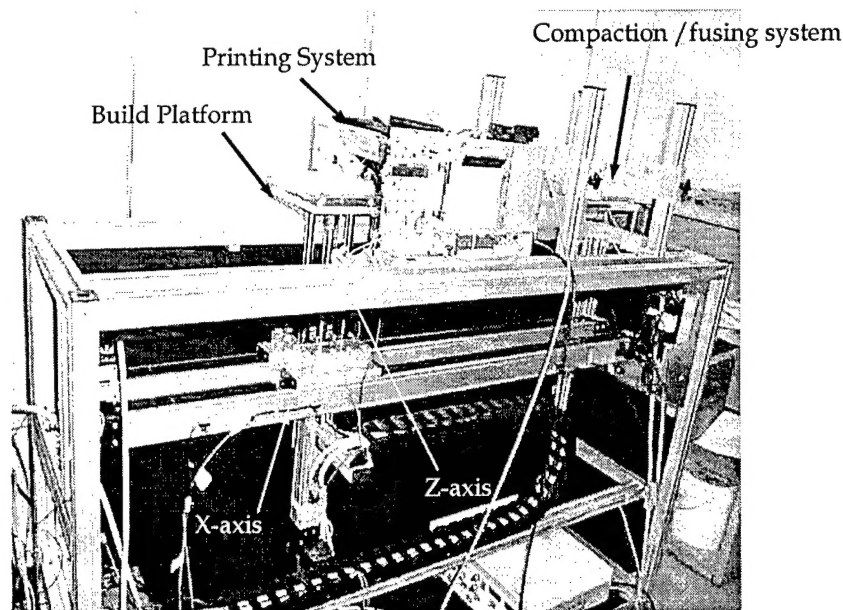 Compaction /fusing system
Printing System
Build Platform
Z-axis
X-axis